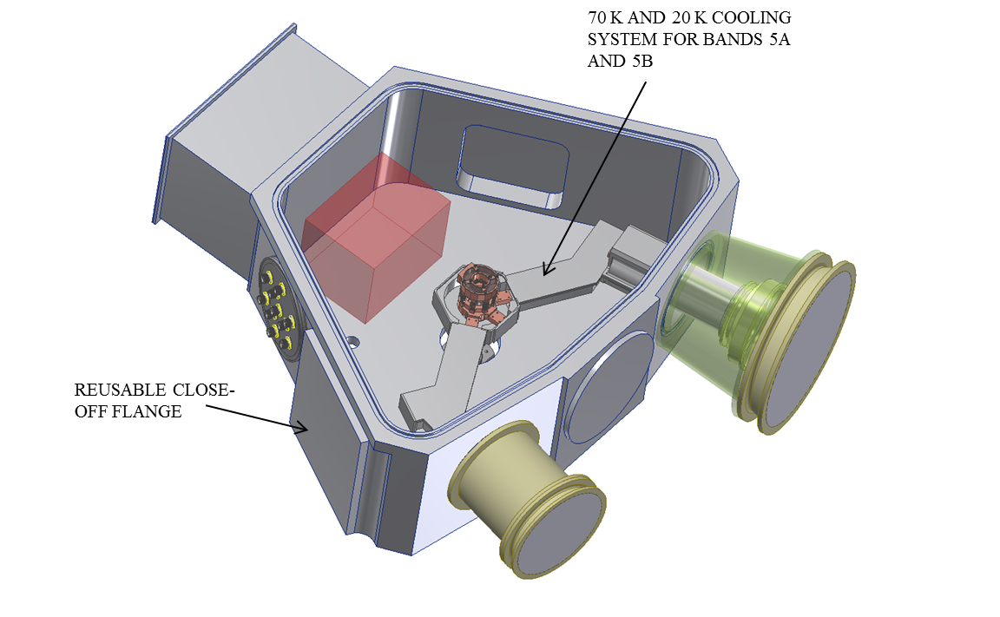 70 K AND 20 K COOLING
SYSTEM FOR BANDS 5A
AND 5B
REUSABLE CLOSE-
OFF FLANGE